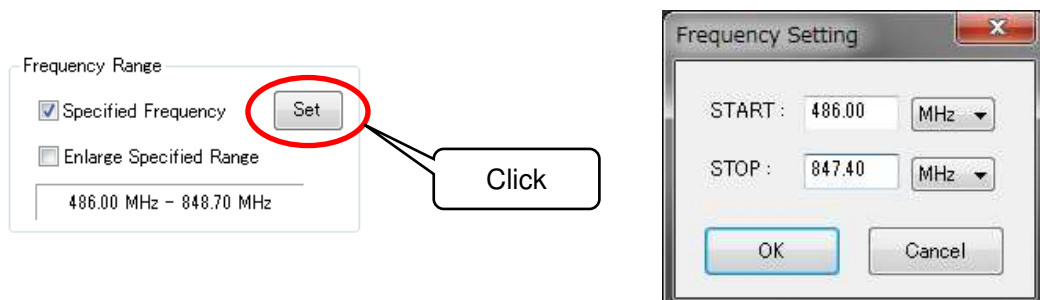 Frequency Range
Specified Frequency
Set
Enlarge Specified Range
486.00 MHz - 848.70 MHz
Click
Frequency Setting
START : 486.00 MHz
STOP : 847.40 MHz
OK Cancel